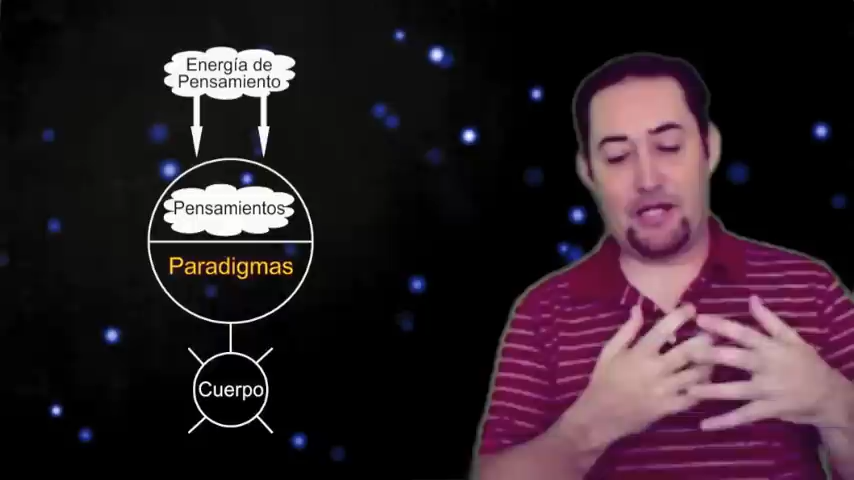 Energía de
Pensamiento
Pensamientos
Paradigmas
Cuerpo